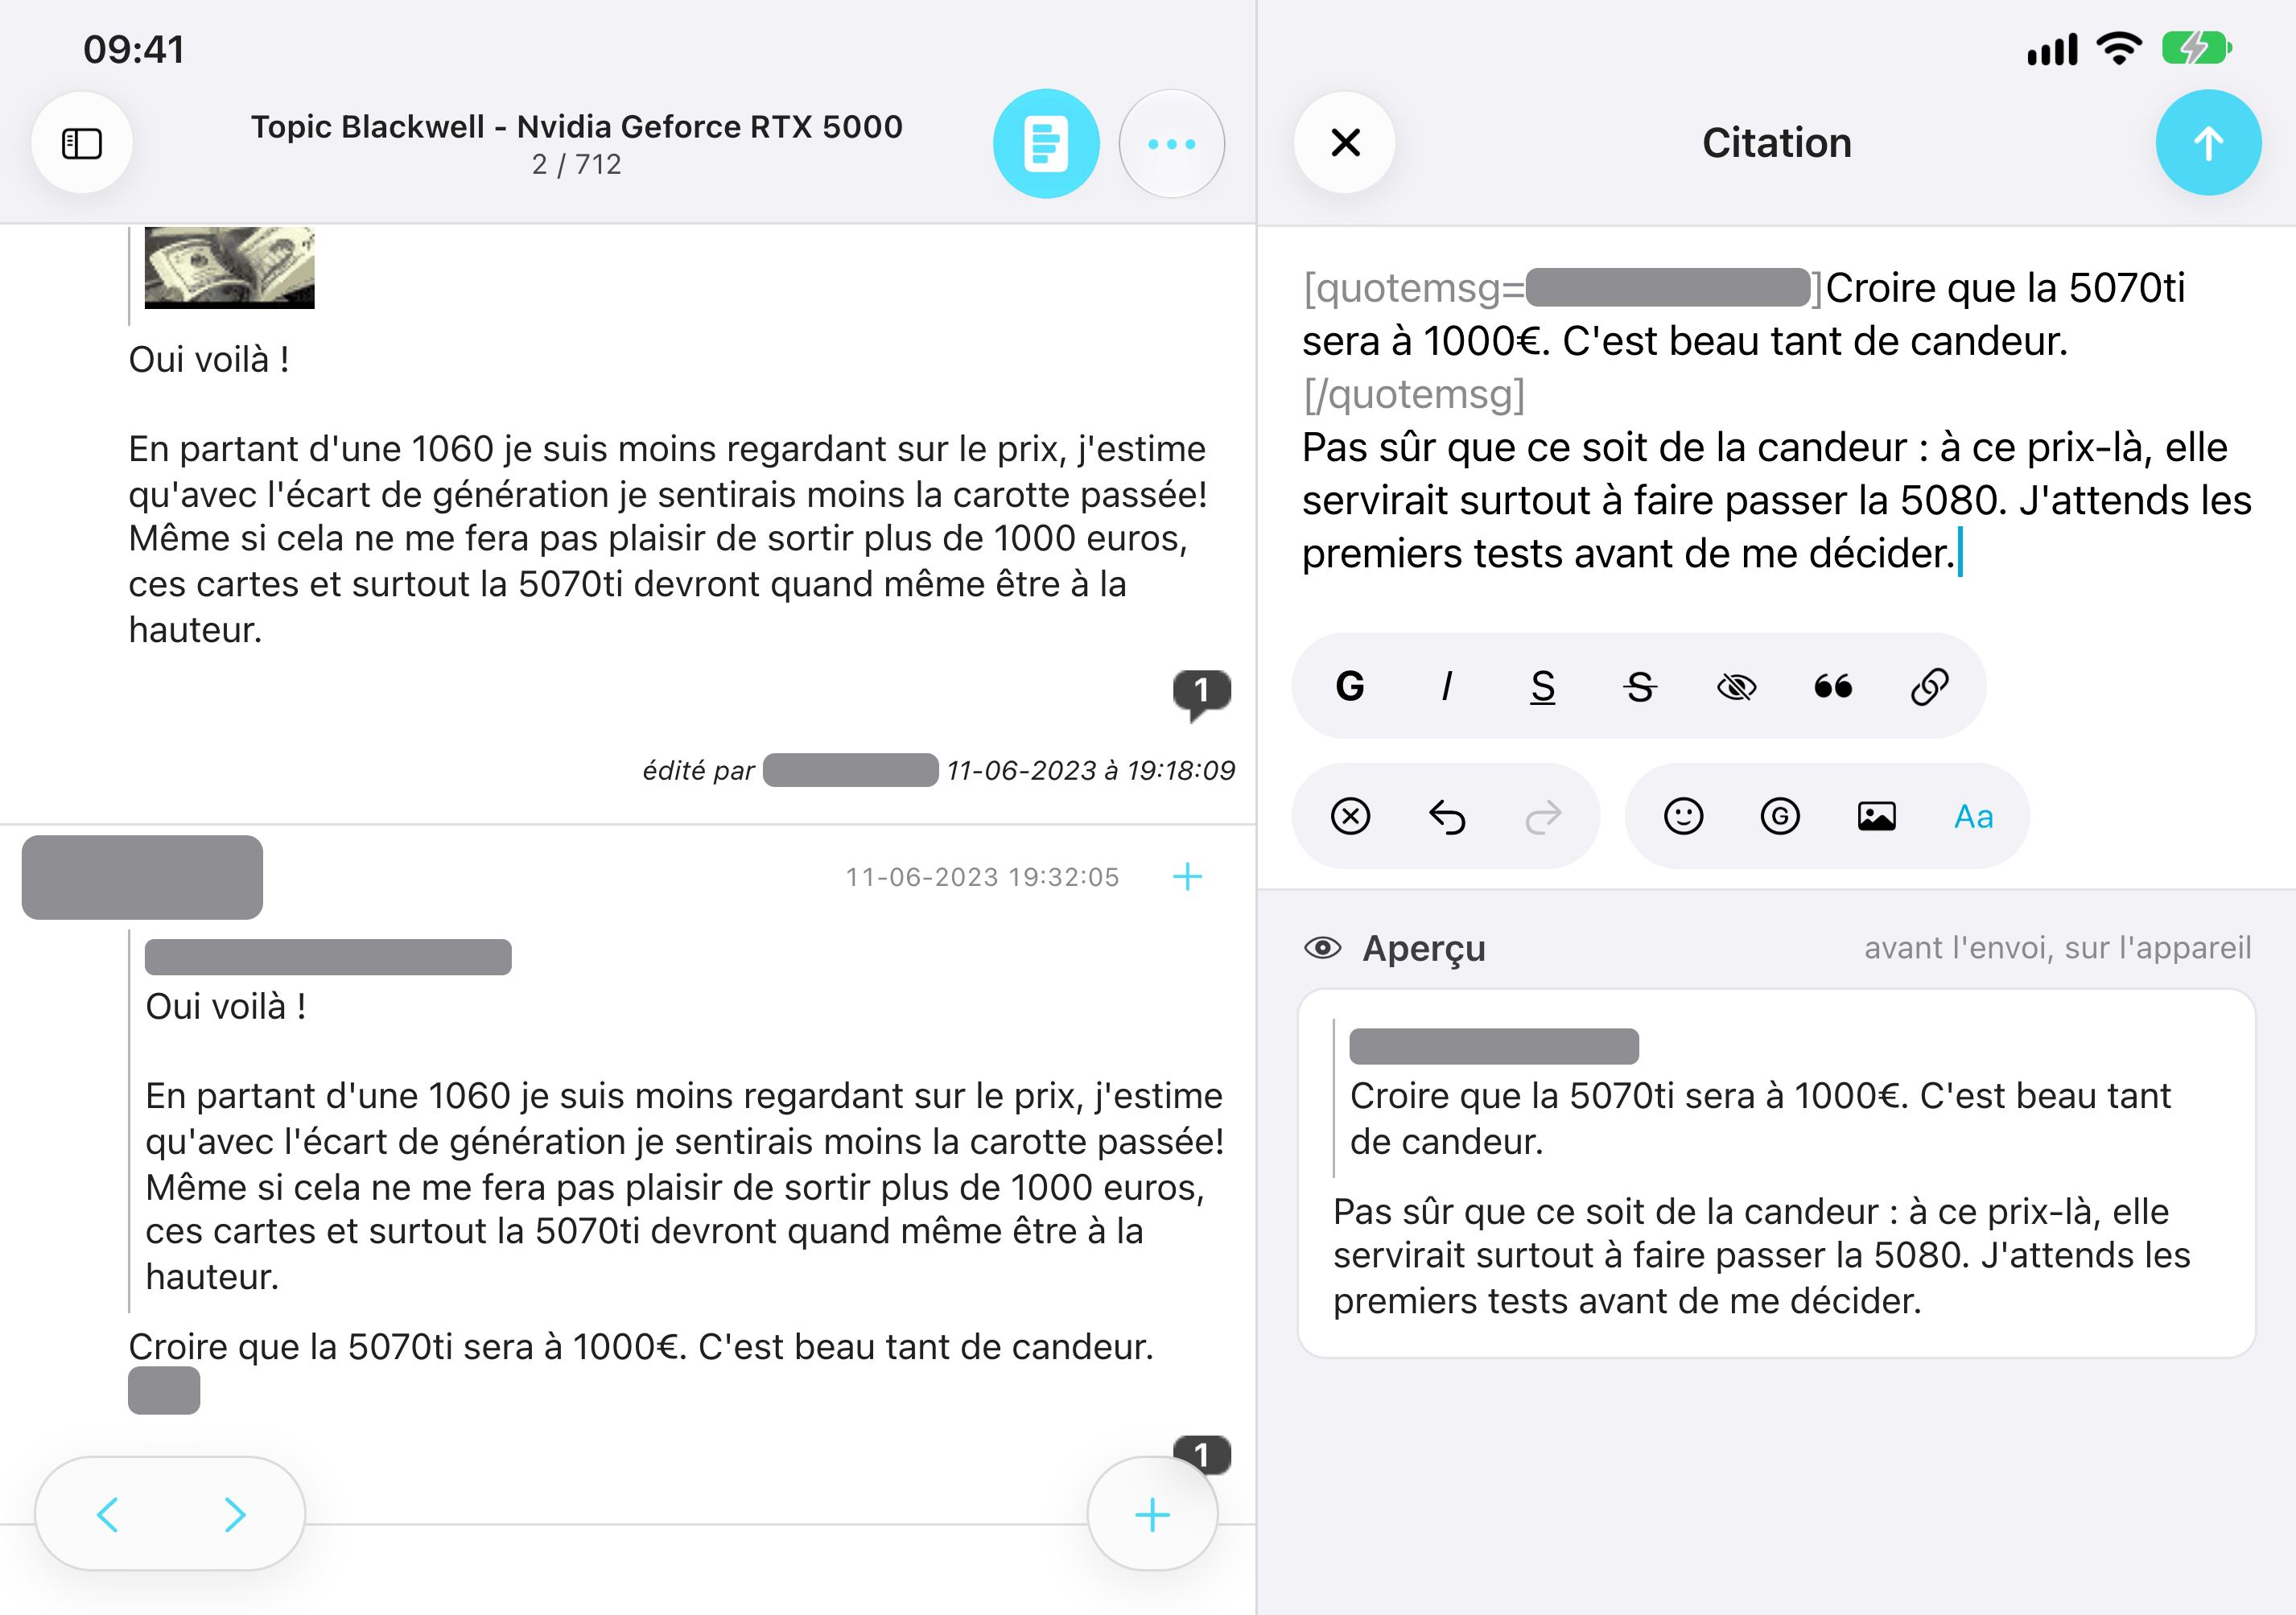 09:41
Topic Blackwell - Nvidia Geforce RTX 5000
2 / 712
Oui voilà !
En partant d'une 1060 je suis moins regardant sur le prix, j'estime
qu'avec l'écart de génération je sentirais moins la carotte passée!
Même si cela ne me fera pas plaisir de sortir plus de 1000 euros,
ces cartes et surtout la 5070ti devront quand même être à la
hauteur.
1
édité par 11-06-2023 à 19:18:09
11-06-2023 19:32:05
Oui voilà !
En partant d'une 1060 je suis moins regardant sur le prix, j'estime
qu'avec l'écart de génération je sentirais moins la carotte passée!
Même si cela ne me fera pas plaisir de sortir plus de 1000 euros,
ces cartes et surtout la 5070ti devront quand même être à la
hauteur.
Croire que la 5070ti sera à 1000€. C'est beau tant de candeur.
1
Citation
[quotemsg=]Croire que la 5070ti
sera à 1000€. C'est beau tant de candeur.
[/quotemsg]
Pas sûr que ce soit de la candeur : à ce prix-là, elle
servirait surtout à faire passer la 5080. J'attends les
premiers tests avant de me décider.
G I S S
G Aa
Aperçu
avant l'envoi, sur l'appareil
Croire que la 5070ti sera à 1000€. C'est beau tant
de candeur.
Pas sûr que ce soit de la candeur : à ce prix-là, elle
servirait surtout à faire passer la 5080. J'attends les
premiers tests avant de me décider.